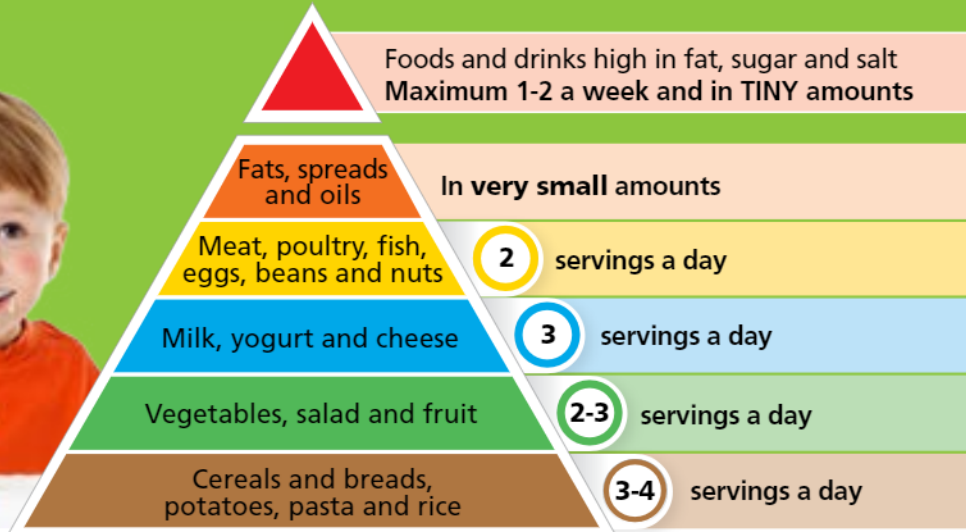 Foods and drinks high in fat, sugar and salt
Maximum 1-2 a week and in TINY amounts
Fats, spreads
and oils
In very small amounts
Meat, poultry, fish,
eggs, beans and nuts
2 servings a day
Milk, yogurt and cheese
3 servings a day
Vegetables, salad and fruit
2-3 servings a day
Cereals and breads,
potatoes, pasta and rice
3-4 servings a day